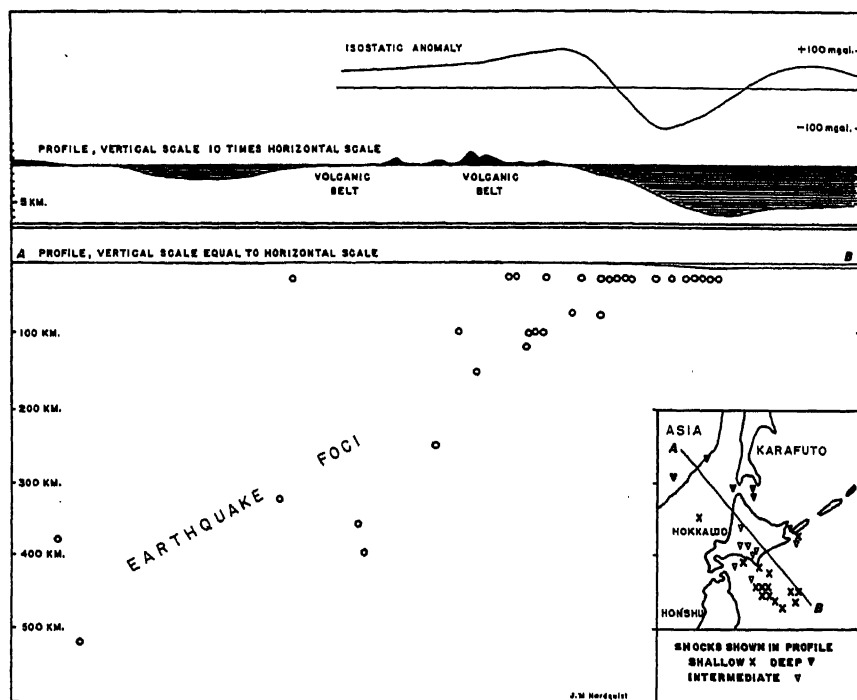 ISOSTATIC ANOMALY
+100 mgal.
-100 mgal.
PROFILE, VERTICAL SCALE 10 TIMES HORIZONTAL SCALE
VOLCANIC
BELT
VOLCANIC
BELT
5 KM.
A PROFILE, VERTICAL SCALE EQUAL TO HORIZONTAL SCALE B
100 KM.
200 KM.
300 KM.
400 KM.
500 KM.
EARTHQUAKE FOCI
ASIA
KARAFUTO
A
HOKKAIDO
B
HONSHU
SHOCKS SHOWN IN PROFILE
SHALLOW X DEEP ▼
INTERMEDIATE ▽
J.M Nordquist